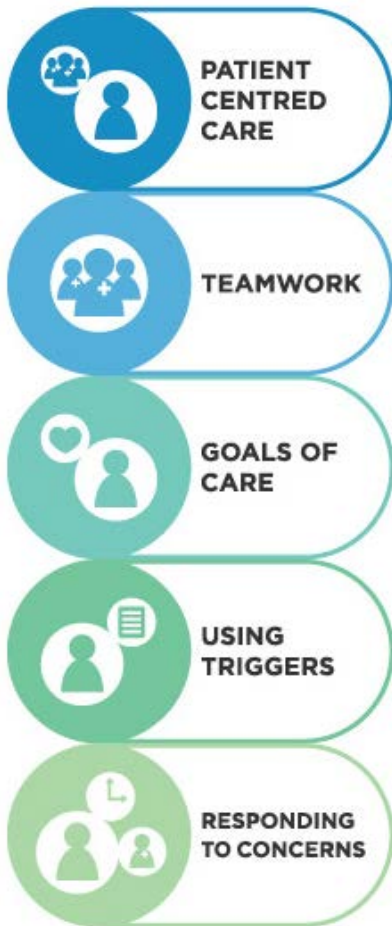 PATIENT
CENTRED
CARE
TEAMWORK
GOALS OF
CARE
USING
TRIGGERS
RESPONDING
TO CONCERNS